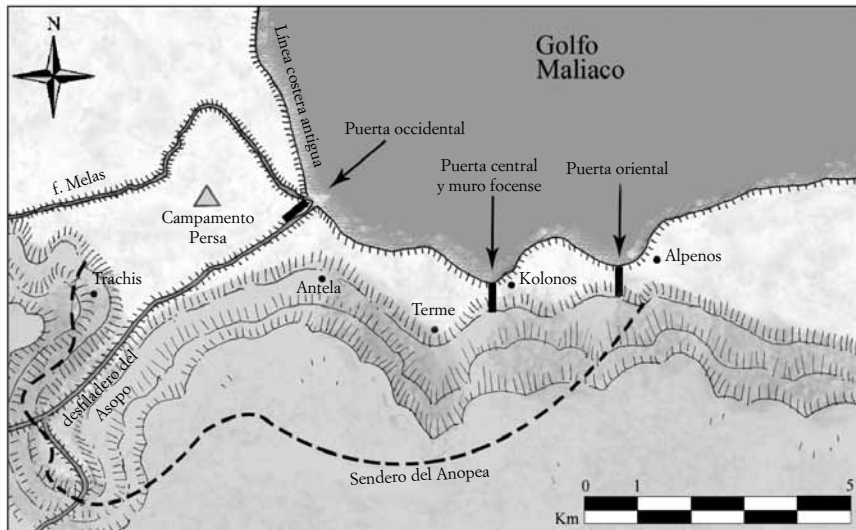 N
Golfo
Maliaco
Línea costera antigua
Puerta occidental
Puerta central
y muro focense
Puerta oriental
f. Melas
Campamento
Persa
Trachis
Antela
Kolonos
Alpenos
Terme
desfiladero del
Asopo
Sendero del Anopea
0 1 5
Km